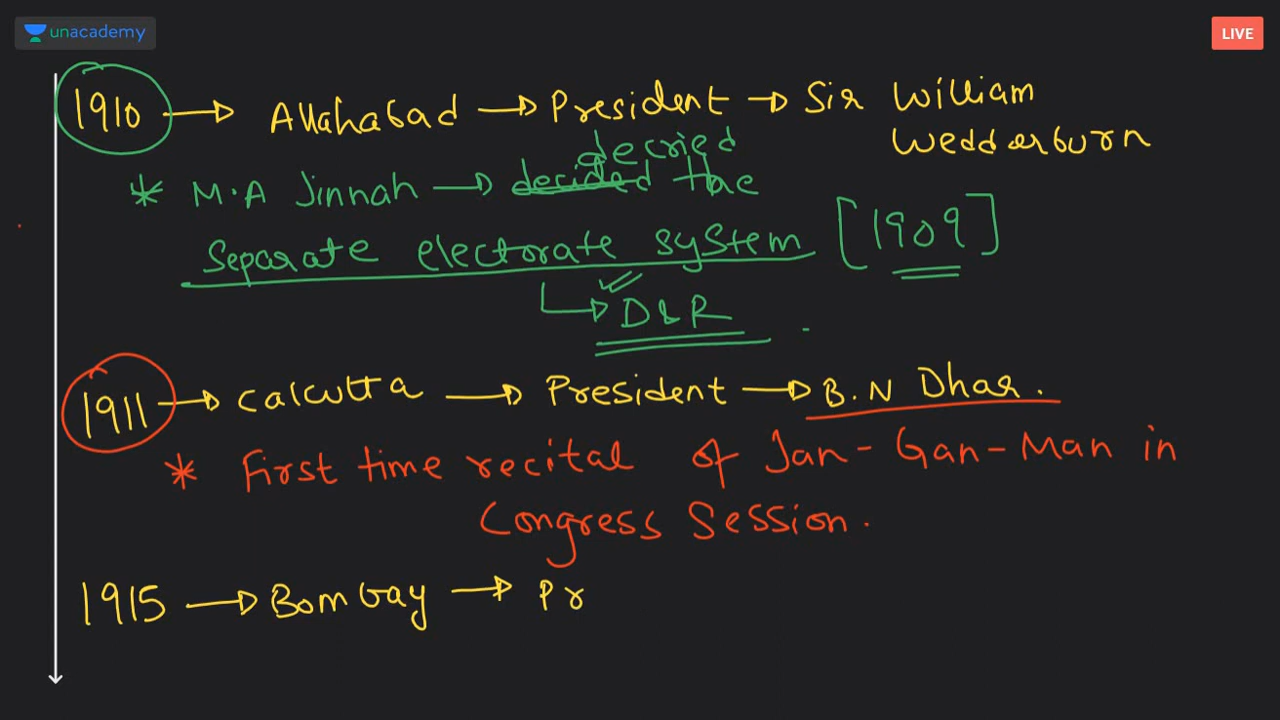 unacademy
LIVE
1910 → Allahabad → President → Sir William
Wedderburn
decried
* M.A Jinnah → decided the
Separate electorate system [1909]
↳ D&R
1911 → Calcutta → President → B.N Dhar.
* First time recital of Jan-Gan-Man in
Congress Session.
1915 → Bombay → Pr